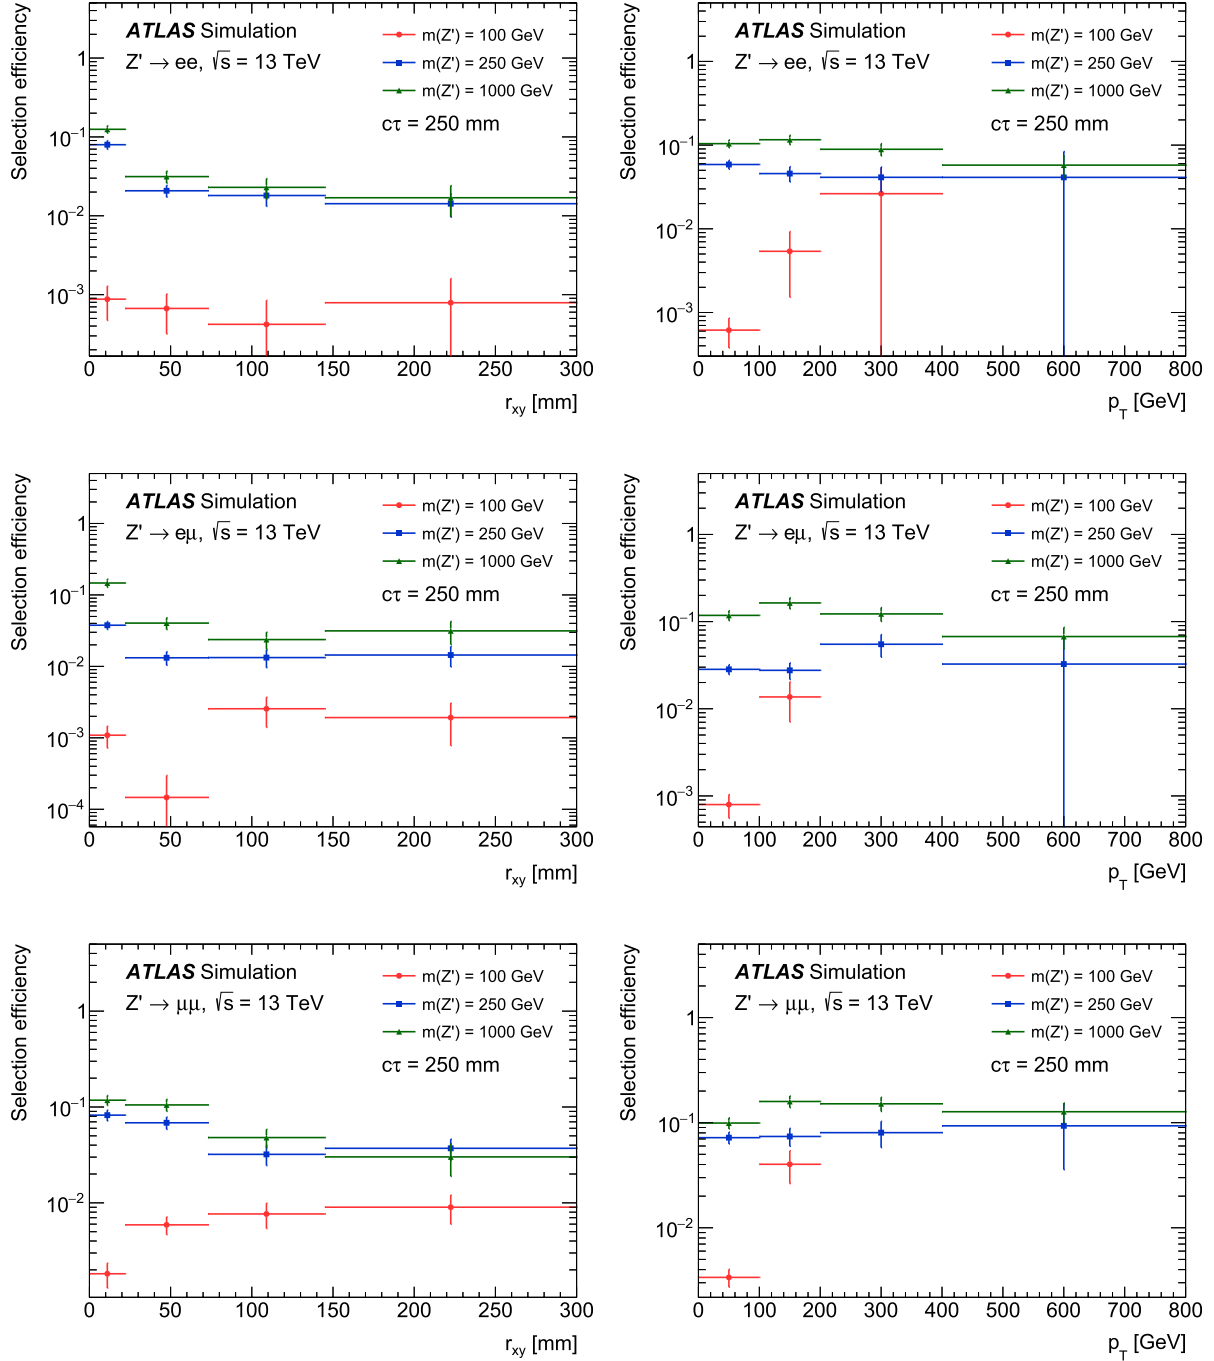 Selection efficiency
ATLAS Simulation
Z' → ee, √s = 13 TeV
m(Z') = 100 GeV
m(Z') = 250 GeV
m(Z') = 1000 GeV
cτ = 250 mm
1
10⁻¹
10⁻²
10⁻³
0 50 100 150 200 250 300
r_xy [mm]
Selection efficiency
ATLAS Simulation
Z' → ee, √s = 13 TeV
m(Z') = 100 GeV
m(Z') = 250 GeV
m(Z') = 1000 GeV
cτ = 250 mm
1
10⁻¹
10⁻²
10⁻³
0 100 200 300 400 500 600 700 800
p_T [GeV]
Selection efficiency
ATLAS Simulation
Z' → eμ, √s = 13 TeV
m(Z') = 100 GeV
m(Z') = 250 GeV
m(Z') = 1000 GeV
cτ = 250 mm
1
10⁻¹
10⁻²
10⁻³
10⁻⁴
0 50 100 150 200 250 300
r_xy [mm]
Selection efficiency
ATLAS Simulation
Z' → eμ, √s = 13 TeV
m(Z') = 100 GeV
m(Z') = 250 GeV
m(Z') = 1000 GeV
cτ = 250 mm
1
10⁻¹
10⁻²
10⁻³
0 100 200 300 400 500 600 700 800
p_T [GeV]
Selection efficiency
ATLAS Simulation
Z' → μμ, √s = 13 TeV
m(Z') = 100 GeV
m(Z') = 250 GeV
m(Z') = 1000 GeV
cτ = 250 mm
1
10⁻¹
10⁻²
0 50 100 150 200 250 300
r_xy [mm]
Selection efficiency
ATLAS Simulation
Z' → μμ, √s = 13 TeV
m(Z') = 100 GeV
m(Z') = 250 GeV
m(Z') = 1000 GeV
cτ = 250 mm
1
10⁻¹
10⁻²
0 100 200 300 400 500 600 700 800
p_T [GeV]